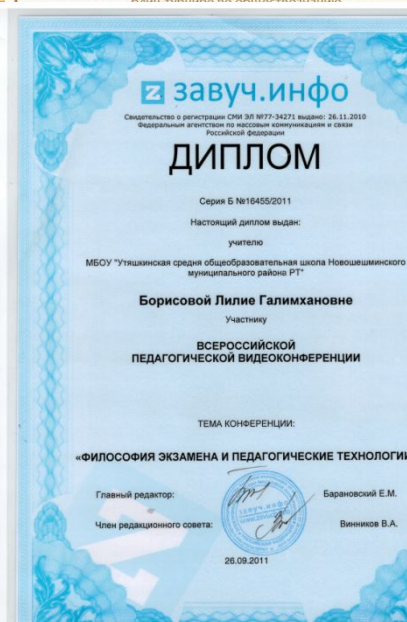 завуч.инфо
Свидетельство о регистрации СМИ ЭЛ №77-34271 выдано: 26.11.2010
Федеральным агентством по массовым коммуникациям и связи
Российской федерации
ДИПЛОМ
Серия Б №16455/2011
Настоящий диплом выдан:
учителю
МБОУ "Утяшкинская средня общеобразовательная школа Новошешминского
муниципального района РТ"
Борисовой Лилие Галимхановне
Участнику
ВСЕРОССИЙСКОЙ
ПЕДАГОГИЧЕСКОЙ ВИДЕОКОНФЕРЕНЦИИ
ТЕМА КОНФЕРЕНЦИИ:
«ФИЛОСОФИЯ ЭКЗАМЕНА И ПЕДАГОГИЧЕСКИЕ ТЕХНОЛОГИИ
Главный редактор:
Барановский Е.М.
завуч.инфо
Член редакционного совета:
Винников В.А.
26.09.2011